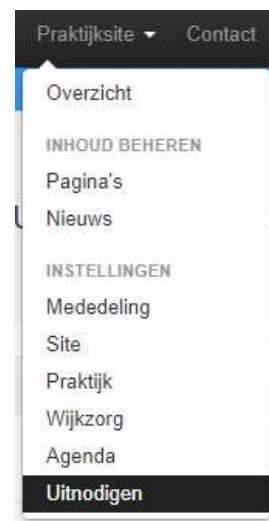 Praktijksite Contact
Overzicht
INHOUD BEHEREN
Pagina's
Nieuws
INSTELLINGEN
Mededeling
Site
Praktijk
Wijkzorg
Agenda
Uitnodigen